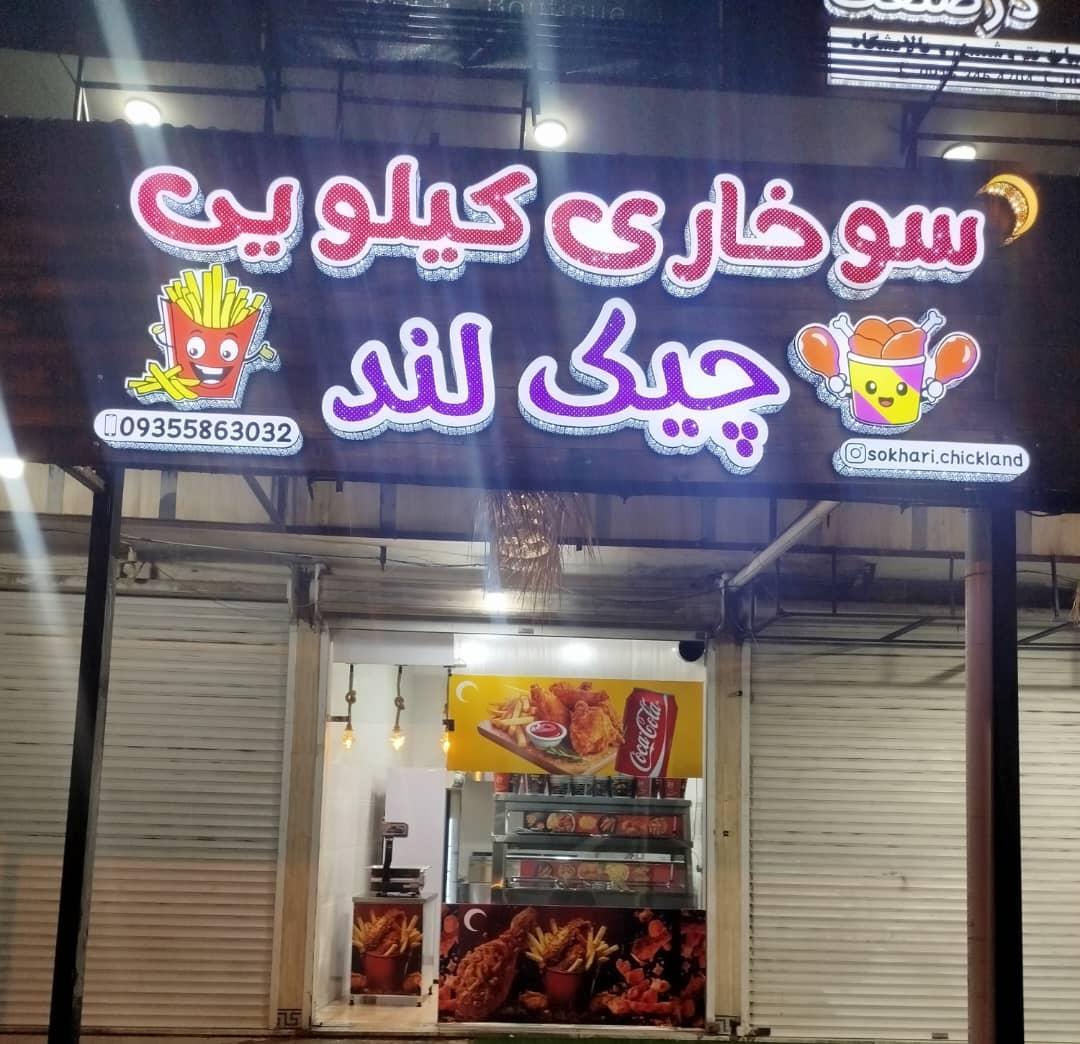 سوخاری کیلویی
چیک لند
09355863032
sokhari.chickland
Coca-Cola